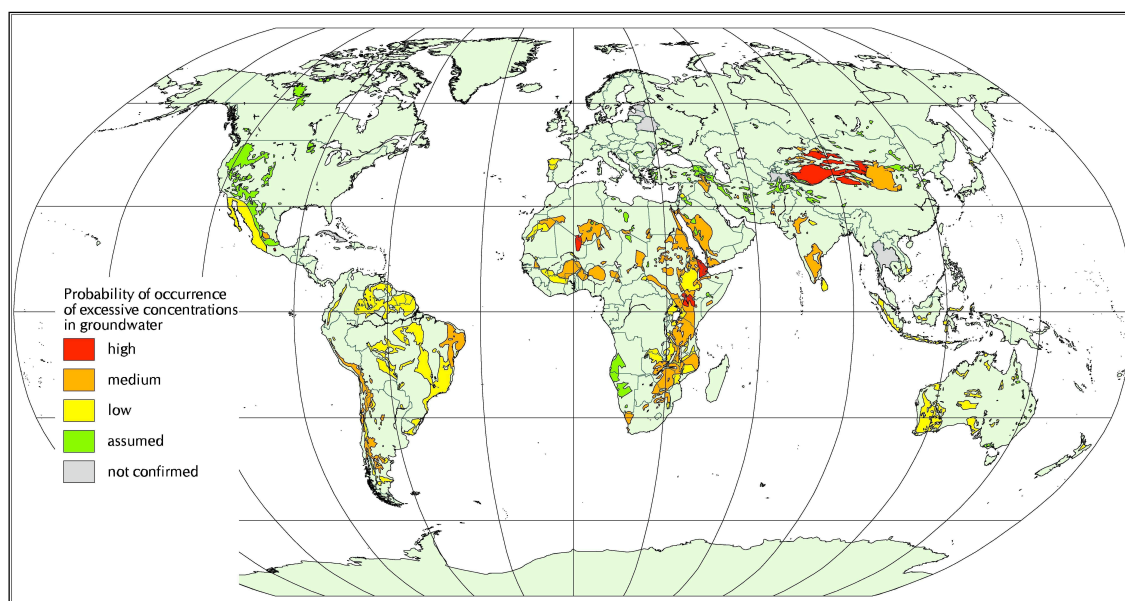 Probability of occurrence
of excessive concentrations
in groundwater
high
medium
low
assumed
not confirmed